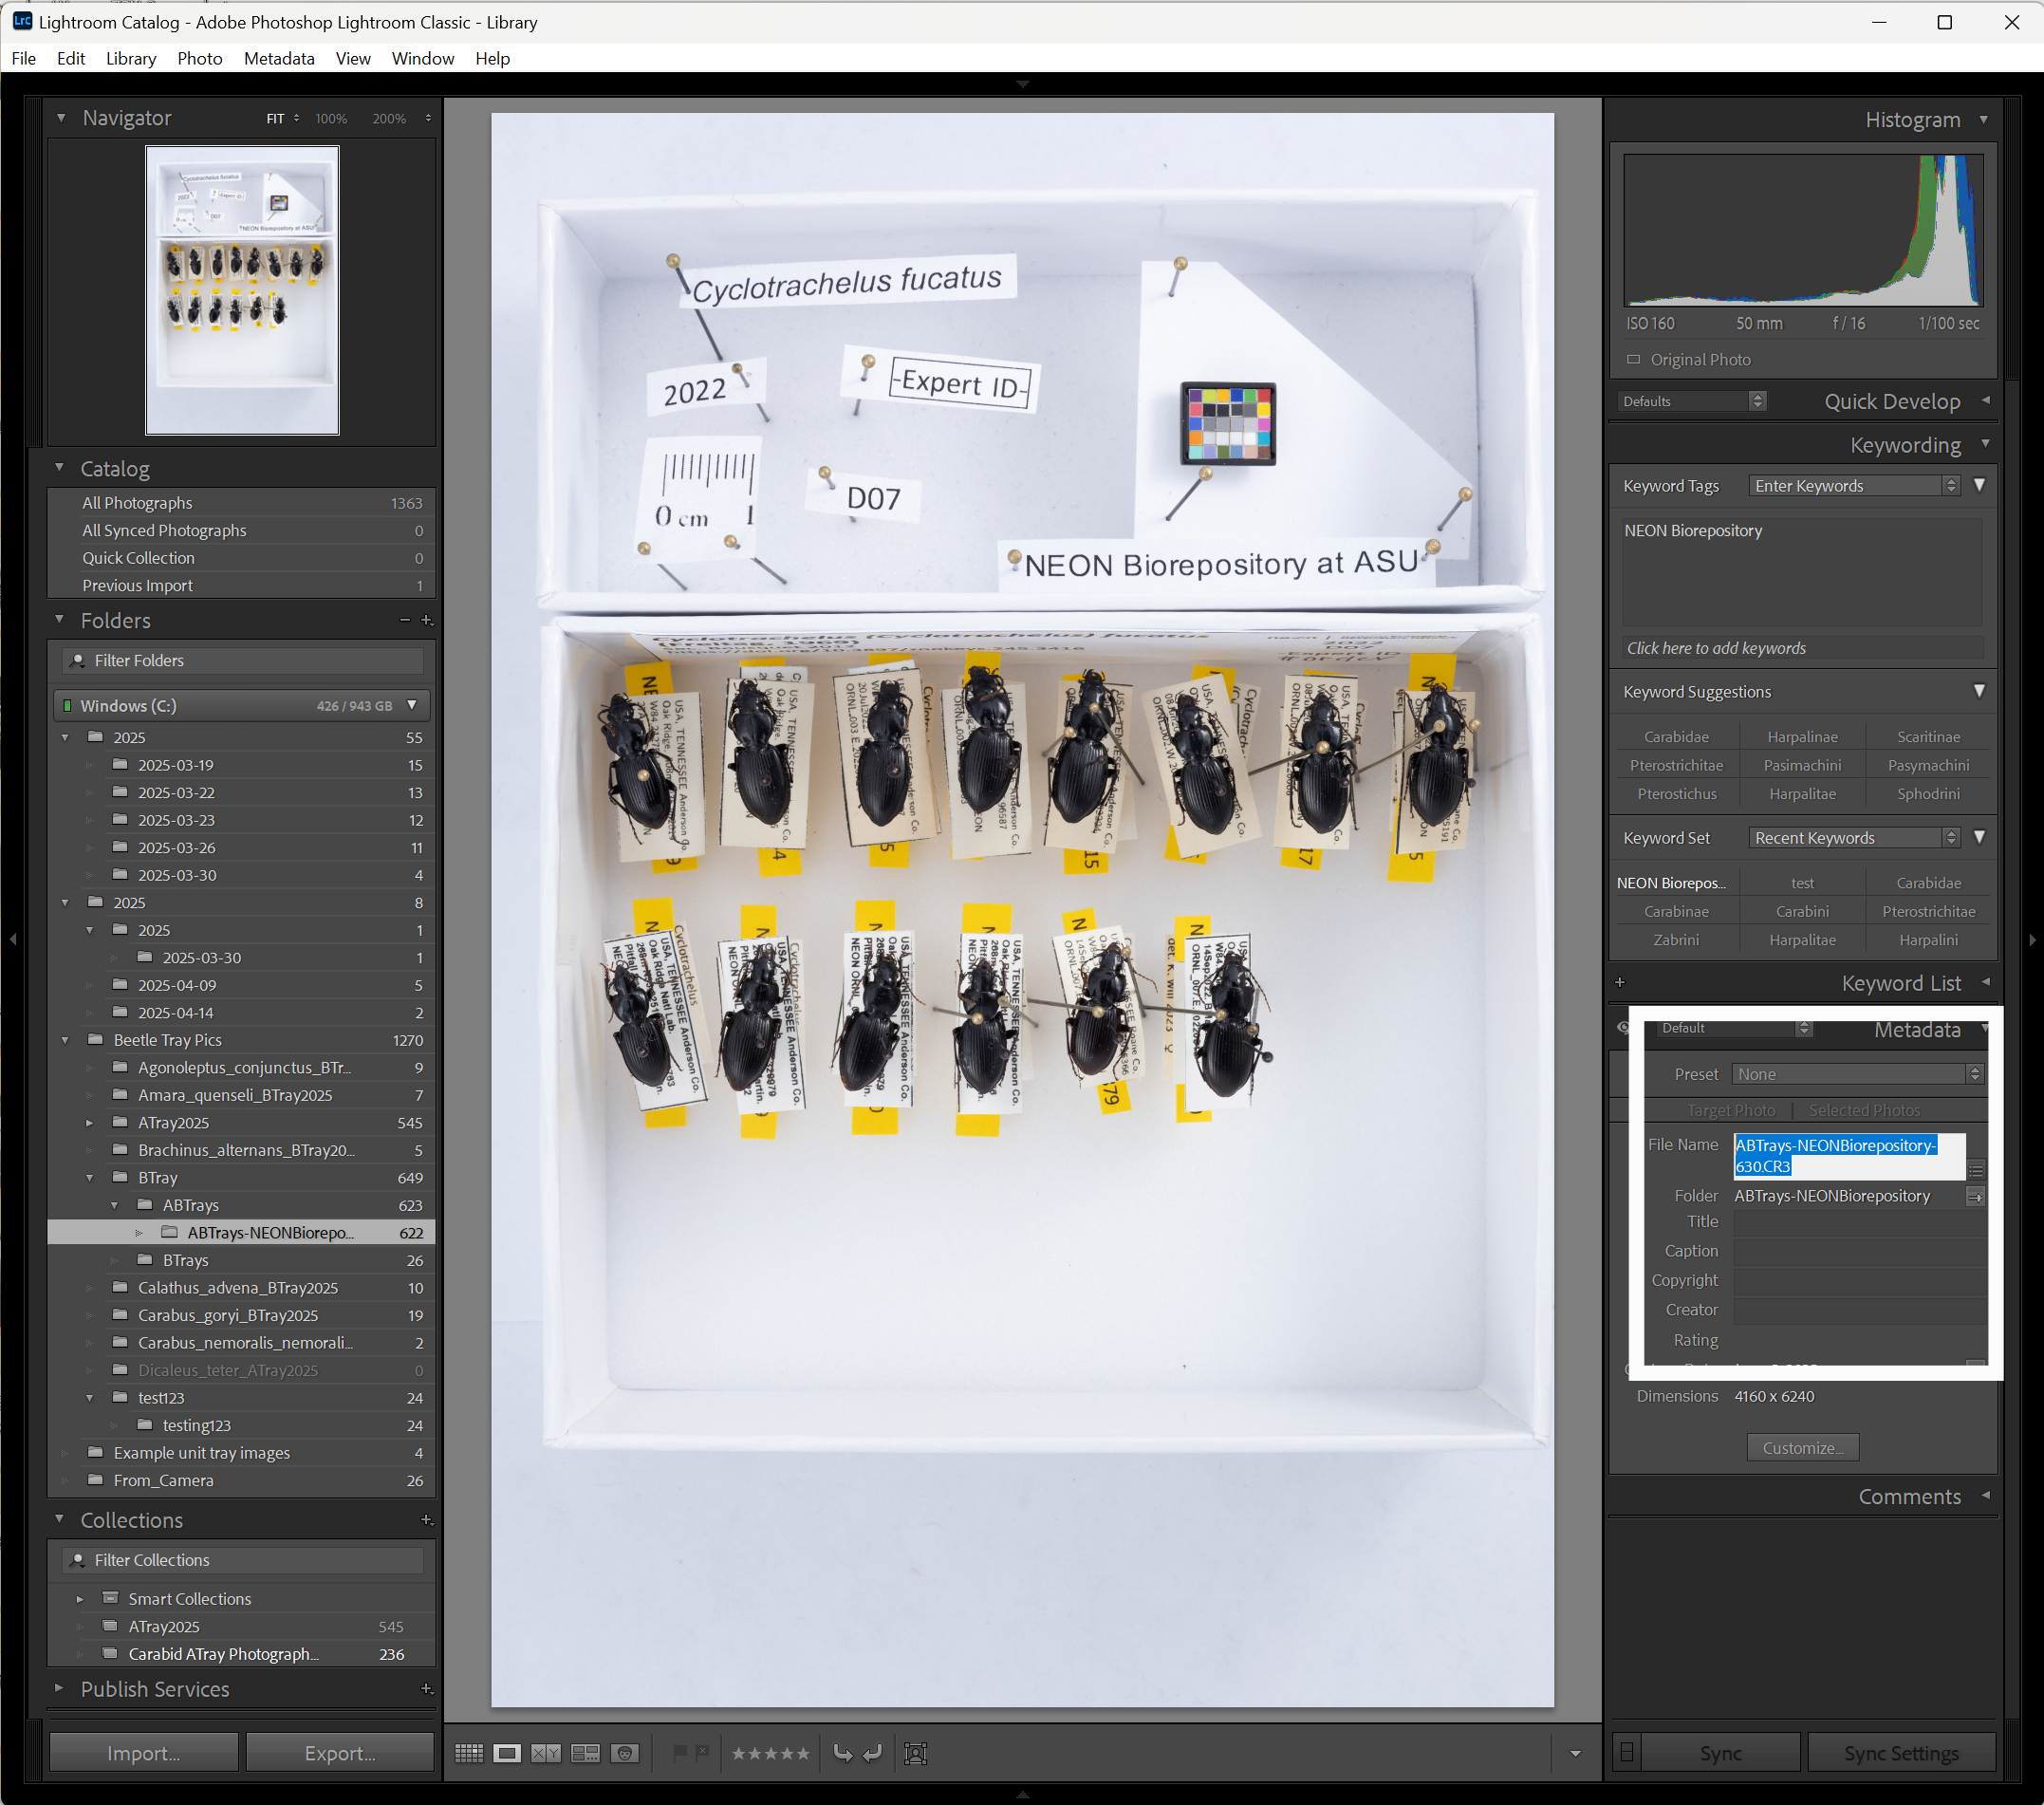 Lightroom Catalog - Adobe Photoshop Lightroom Classic - Library
File Edit Library Photo Metadata View Window Help
Navigator FIT 100% 200%
Catalog
All Photographs 1363
All Synced Photographs 0
Quick Collection 0
Previous Import 1
Folders
Filter Folders
Windows (C:) 426 / 943 GB
2025 55
2025-03-19 15
2025-03-22 13
2025-03-23 12
2025-03-26 11
2025-03-30 4
2025 8
2025 1
2025-03-30 1
2025-04-09 5
2025-04-14 2
Beetle Tray Pics 1270
Agonoleptus_conjunctus_BTr... 9
Amara_quenseli_BTray2025 7
ATray2025 545
Brachinus_alternans_BTray20... 5
BTray 649
ABTrays 623
ABTrays-NEONBiorepo... 622
BTrays 26
Calathus_advena_BTray2025 10
Carabus_goryi_BTray2025 19
Carabus_nemoralis_nemorali... 2
Dicaleus_teter_ATray2025 0
test123 24
testing123 24
Example unit tray images 4
From_Camera 26
Collections
Filter Collections
Smart Collections
ATray2025 545
Carabid ATray Photograph... 236
Publish Services
Import... Export...
Cyclotrachelus fucatus
2022
-Expert ID-
0 cm 1
D07
NEON Biorepository at ASU
Cyclotrachelus (Cyclotrachelus) fucatus
2022
D07
Expert ID
USA, TENNESSEE Anderson Co.
Histogram
ISO 160 50 mm f / 16 1/100 sec
Original Photo
Defaults Quick Develop
Keywording
Keyword Tags Enter Keywords
NEON Biorepository
Click here to add keywords
Keyword Suggestions
Carabidae Harpalinae Scaritinae
Pterostrichitae Pasimachini Pasymachini
Pterostichus Harpalitae Sphodrini
Keyword Set Recent Keywords
NEON Biorepos... test Carabidae
Carabinae Carabini Pterostrichitae
Zabrini Harpalitae Harpalini
Keyword List
Default Metadata
Preset None
Target Photo Selected Photos
File Name ABTrays-NEONBiorepository-
630.CR3
Folder ABTrays-NEONBiorepository
Title
Caption
Copyright
Creator
Rating
Dimensions 4160 x 6240
Customize...
Comments
Sync Sync Settings